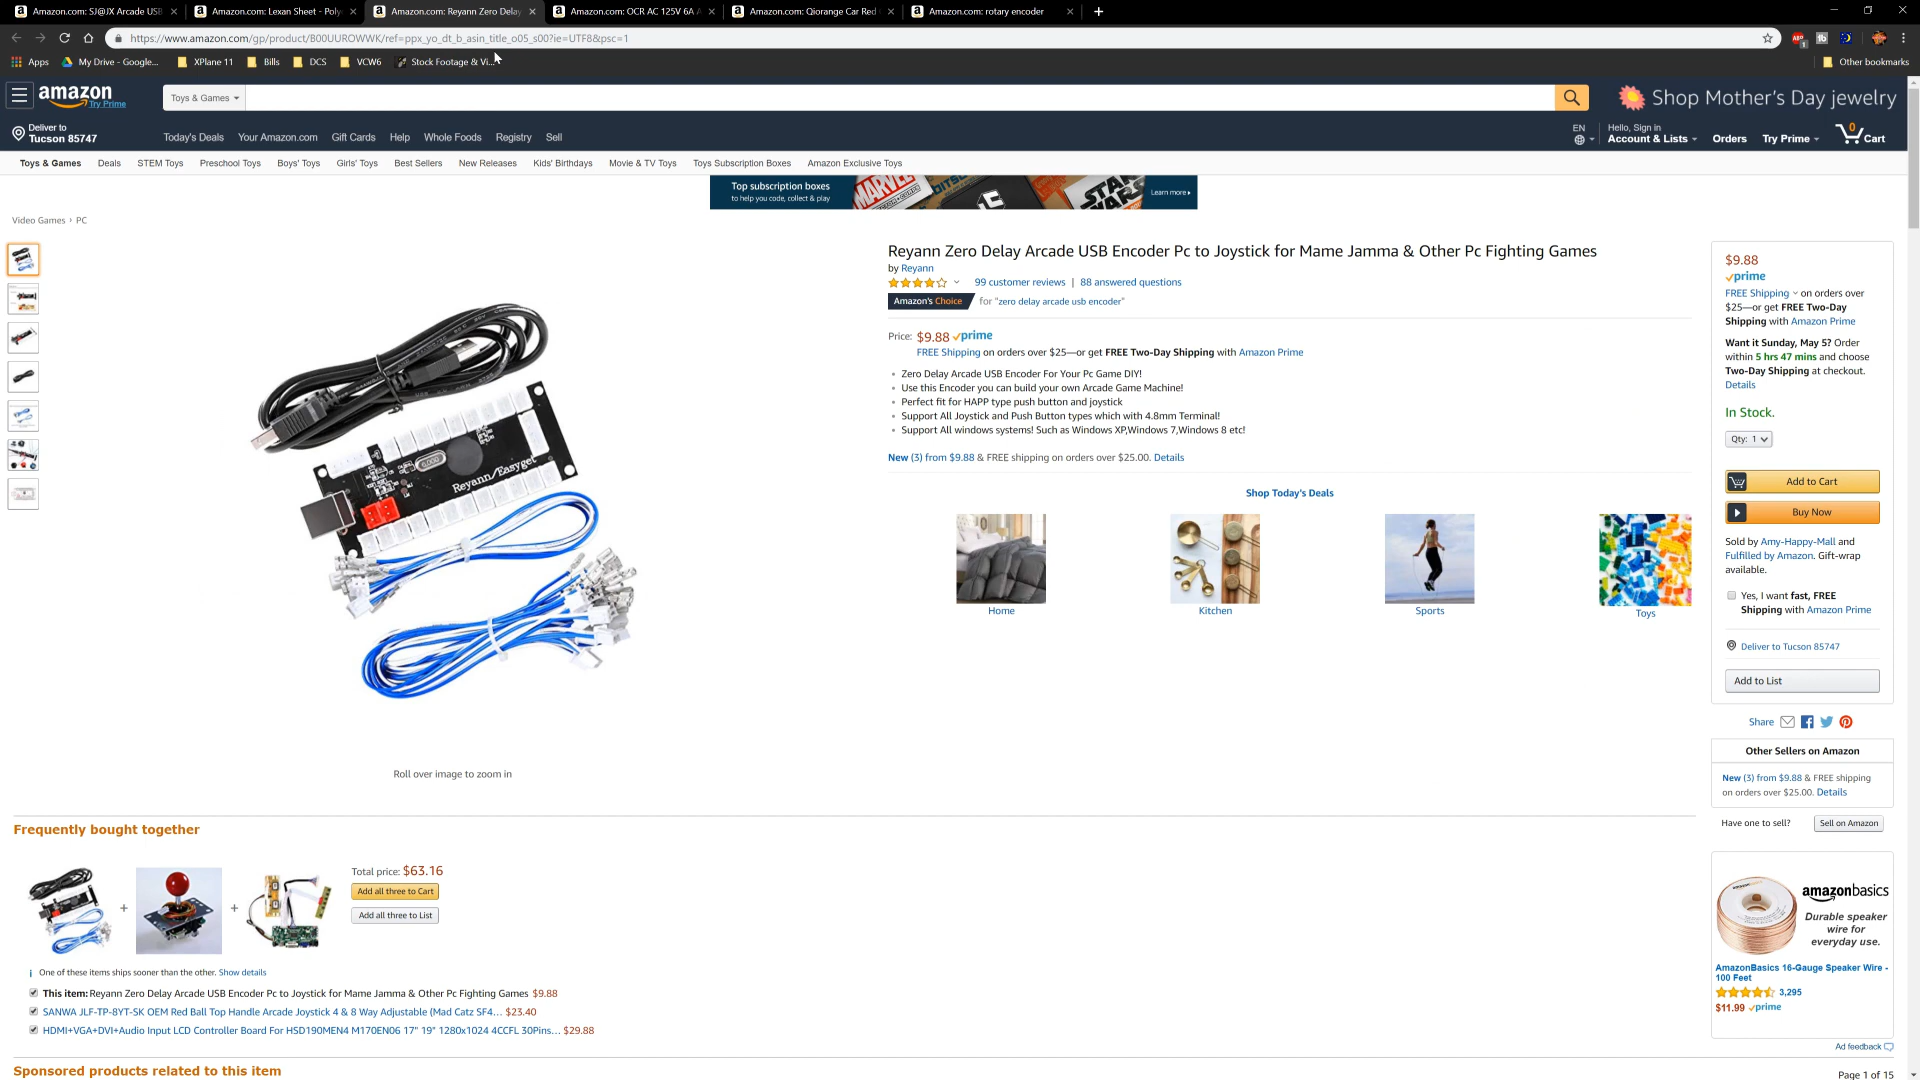 Amazon.com: SJ@JX Arcade USB
Amazon.com: Lexan Sheet - Poly
Amazon.com: Reyann Zero Delay
Amazon.com: OCR AC 125V 6A A
Amazon.com: Qiorange Car Red
Amazon.com: rotary encoder
https://www.amazon.com/gp/product/B00UUROWWK/ref=ppx_yo_dt_b_asin_title_o05_s00?ie=UTF8&psc=1
Apps
My Drive - Google...
XPlane 11
Bills
DCS
VCW6
Stock Footage & Vi...
Other bookmarks
amazon
Try Prime
Toys & Games
Shop Mother's Day jewelry
Deliver to
Tucson 85747
Today's Deals
Your Amazon.com
Gift Cards
Help
Whole Foods
Registry
Sell
EN
Hello, Sign in
Account & Lists
Orders
Try Prime
0
Cart
Toys & Games
Deals
STEM Toys
Preschool Toys
Boys' Toys
Girls' Toys
Best Sellers
New Releases
Kids' Birthdays
Movie & TV Toys
Toys Subscription Boxes
Amazon Exclusive Toys
Top subscription boxes
to help you code, collect & play
MARVEL
STAR
WARS
Learn more
Video Games › PC
Reyann/Easyget
Roll over image to zoom in
Reyann Zero Delay Arcade USB Encoder Pc to Joystick for Mame Jamma & Other Pc Fighting Games
by Reyann
99 customer reviews | 88 answered questions
Amazon's Choice for "zero delay arcade usb encoder"
Price: $9.88 prime
FREE Shipping on orders over $25—or get FREE Two-Day Shipping with Amazon Prime
Zero Delay Arcade USB Encoder For Your Pc Game DIY!
Use this Encoder you can build your own Arcade Game Machine!
Perfect fit for HAPP type push button and joystick
Support All Joystick and Push Button types which with 4.8mm Terminal!
Support All windows systems! Such as Windows XP,Windows 7,Windows 8 etc!
New (3) from $9.88 & FREE shipping on orders over $25.00. Details
Shop Today's Deals
Home
Kitchen
Sports
Toys
$9.88
prime
FREE Shipping on orders over
$25—or get FREE Two-Day
Shipping with Amazon Prime
Want it Sunday, May 5? Order
within 5 hrs 47 mins and choose
Two-Day Shipping at checkout.
Details
In Stock.
Qty: 1
Add to Cart
Buy Now
Sold by Amy-Happy-Mall and
Fulfilled by Amazon. Gift-wrap
available.
Yes, I want fast, FREE
Shipping with Amazon Prime
Deliver to Tucson 85747
Add to List
Share
Other Sellers on Amazon
New (3) from $9.88 & FREE shipping
on orders over $25.00. Details
Have one to sell?
Sell on Amazon
amazonbasics
Durable speaker
wire for
everyday use.
AmazonBasics 16-Gauge Speaker Wire -
100 Feet
3,295
$11.99 prime
Ad feedback
Frequently bought together
Total price: $63.16
Add all three to Cart
Add all three to List
One of these items ships sooner than the other. Show details
This item: Reyann Zero Delay Arcade USB Encoder Pc to Joystick for Mame Jamma & Other Pc Fighting Games $9.88
SANWA JLF-TP-8YT-SK OEM Red Ball Top Handle Arcade Joystick 4 & 8 Way Adjustable (Mad Catz SF4... $23.40
HDMI+VGA+DVI+Audio Input LCD Controller Board For HSD190MEN4 M170EN06 17" 19" 1280x1024 4CCFL 30Pins... $29.88
Sponsored products related to this item
Page 1 of 15